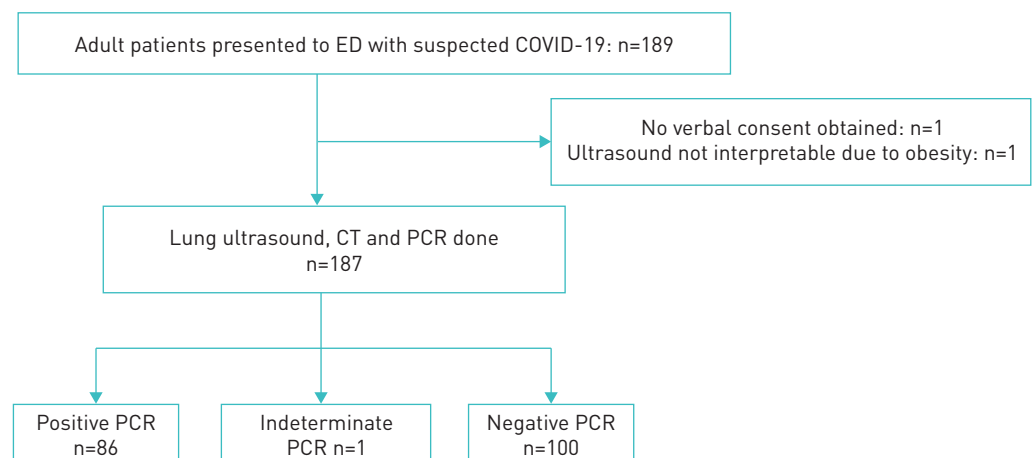 Adult patients presented to ED with suspected COVID-19: n=189
No verbal consent obtained: n=1
Ultrasound not interpretable due to obesity: n=1
Lung ultrasound, CT and PCR done
n=187
Positive PCR
n=86
Indeterminate
PCR n=1
Negative PCR
n=100